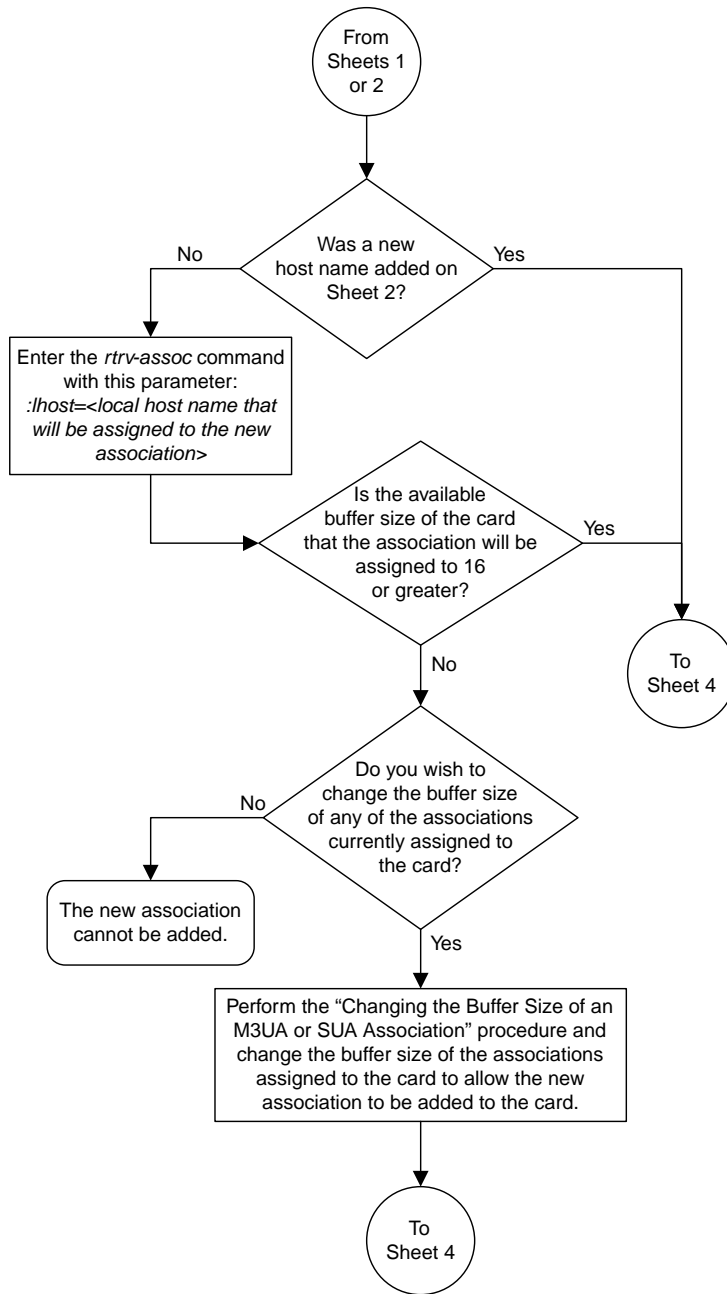 From
Sheets 1
or 2
Was a new
host name added on
Sheet 2?
No
Yes
Enter the rtrv-assoc command
with this parameter:
:lhost=<local host name that
will be assigned to the new
association>
Is the available
buffer size of the card
that the association will be
assigned to 16
or greater?
Yes
No
To
Sheet 4
Do you wish to
change the buffer size
of any of the associations
currently assigned to
the card?
No
Yes
The new association
cannot be added.
Perform the “Changing the Buffer Size of an
M3UA or SUA Association” procedure and
change the buffer size of the associations
assigned to the card to allow the new
association to be added to the card.
To
Sheet 4